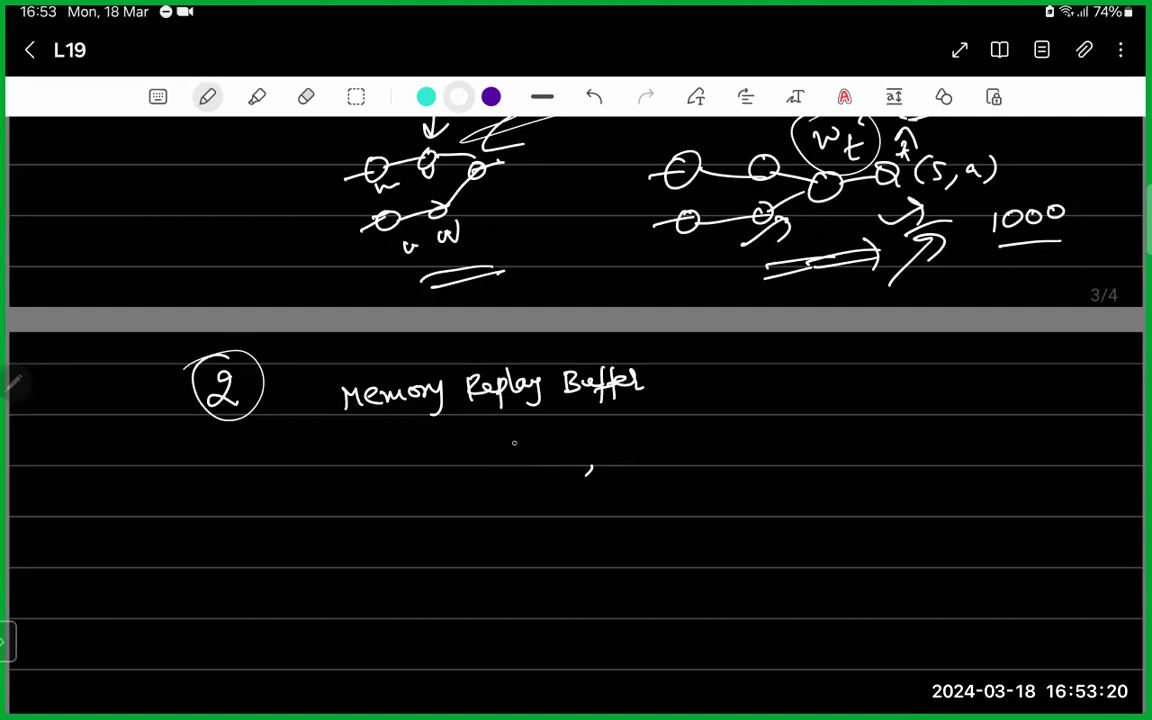 16:53 Mon, 18 Mar 74%
L19
w t
Q (s, a)
1000
3/4
2 Memory Replay Buffer
2024-03-18 16:53:20